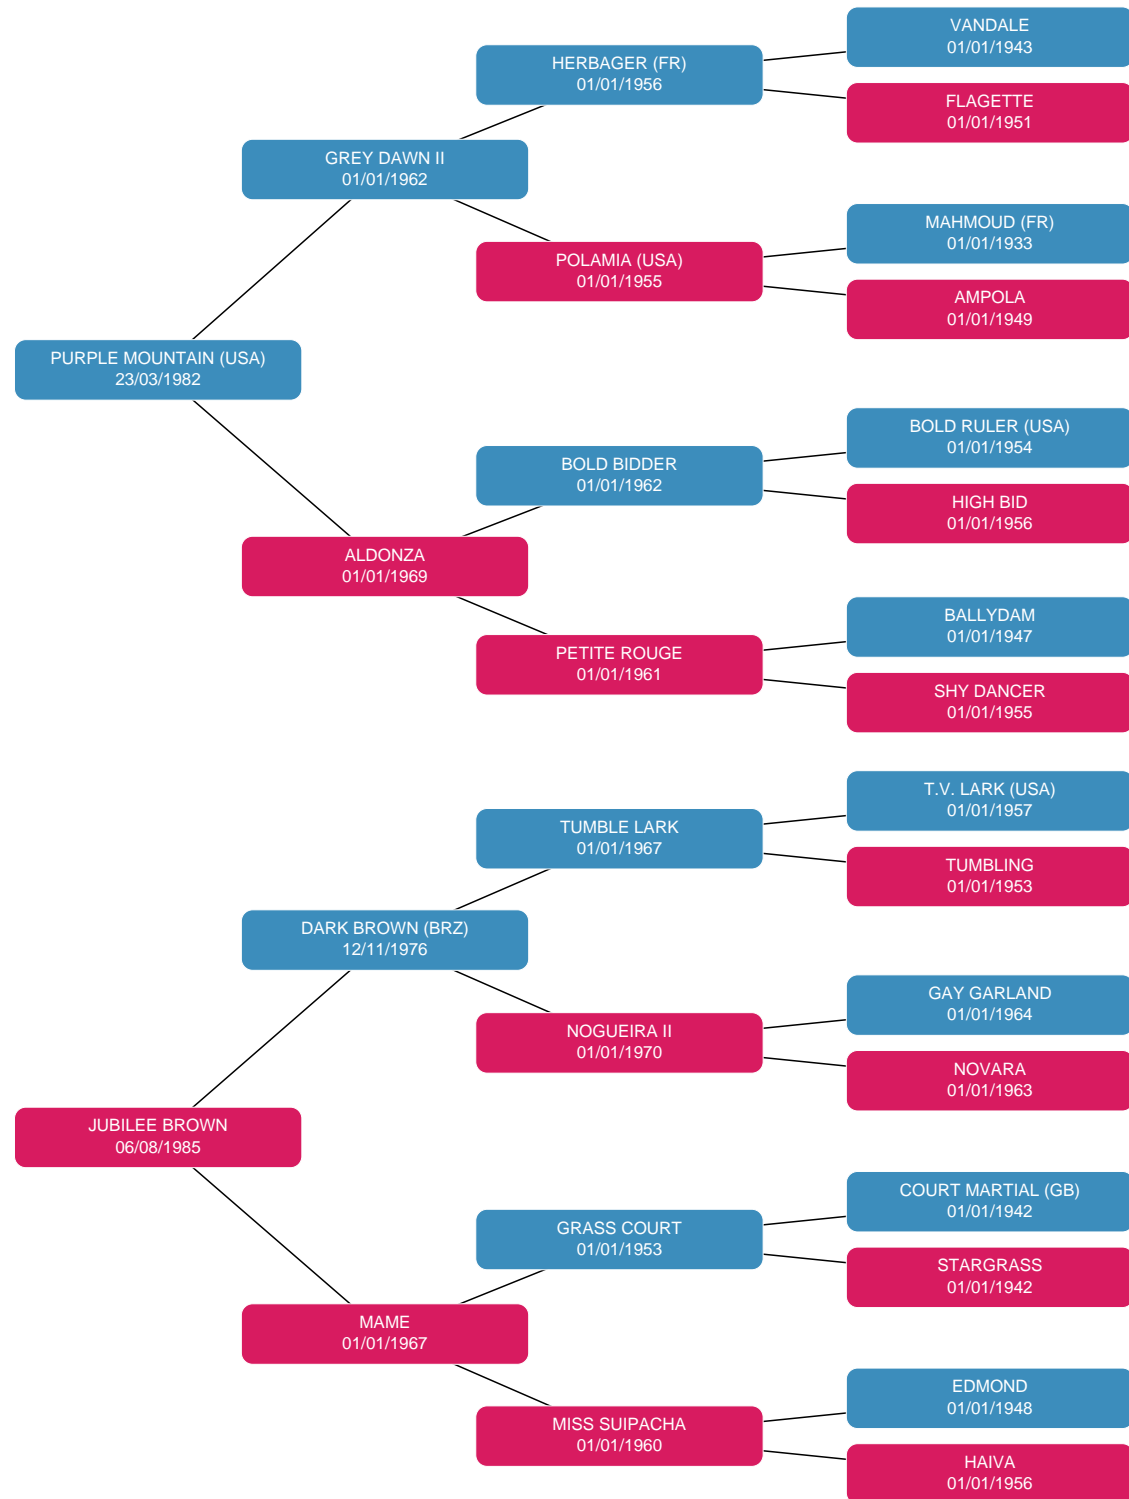 VANDALE
01/01/1943
HERBAGER (FR)
01/01/1956
FLAGETTE
01/01/1951
GREY DAWN II
01/01/1962
MAHMOUD (FR)
01/01/1933
POLAMIA (USA)
01/01/1955
AMPOLA
01/01/1949
PURPLE MOUNTAIN (USA)
23/03/1982
BOLD RULER (USA)
01/01/1954
BOLD BIDDER
01/01/1962
HIGH BID
01/01/1956
ALDONZA
01/01/1969
BALLYDAM
01/01/1947
PETITE ROUGE
01/01/1961
SHY DANCER
01/01/1955
T.V. LARK (USA)
01/01/1957
TUMBLE LARK
01/01/1967
TUMBLING
01/01/1953
DARK BROWN (BRZ)
12/11/1976
GAY GARLAND
01/01/1964
NOGUEIRA II
01/01/1970
NOVARA
01/01/1963
JUBILEE BROWN
06/08/1985
COURT MARTIAL (GB)
01/01/1942
GRASS COURT
01/01/1953
STARGRASS
01/01/1942
MAME
01/01/1967
EDMOND
01/01/1948
MISS SUIPACHA
01/01/1960
HAIVA
01/01/1956